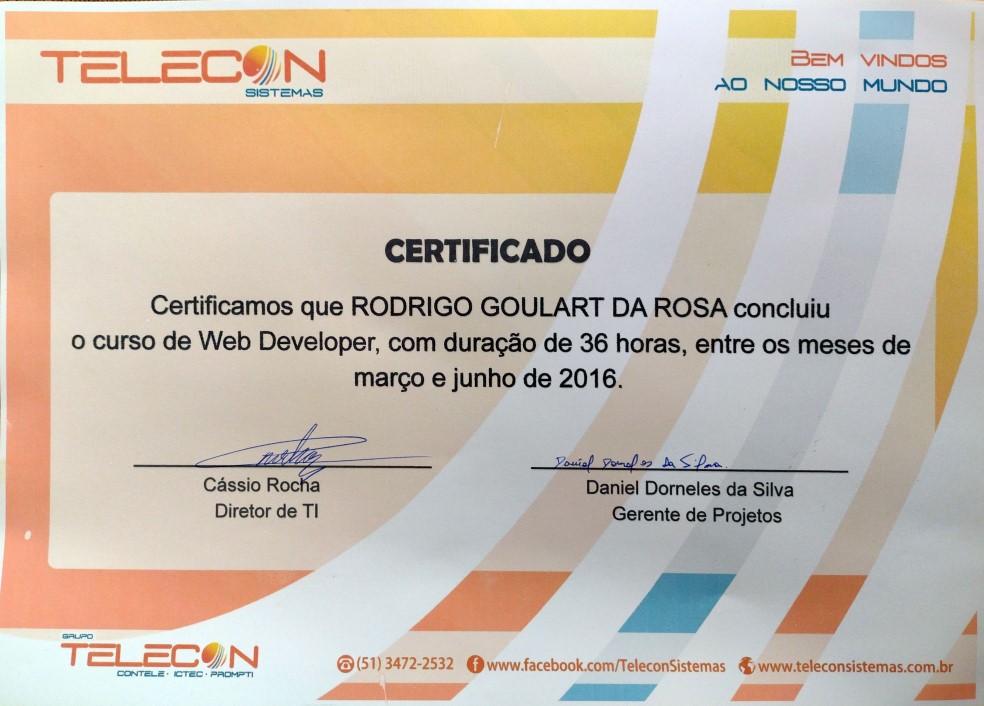 TELECON
SISTEMAS
BEM VINDOS
AO NOSSO MUNDO
CERTIFICADO
Certificamos que RODRIGO GOULART DA ROSA concluiu
o curso de Web Developer, com duração de 36 horas, entre os meses de
março e junho de 2016.
Daniel Dorneles da Silva
Cássio Rocha
Diretor de TI
Daniel Dorneles da Silva
Gerente de Projetos
GRUPO
TELECON
CONTELE · ICTEC · PROMPTI
(51) 3472-2532 www.facebook.com/TeleconSistemas www.teleconsistemas.com.br